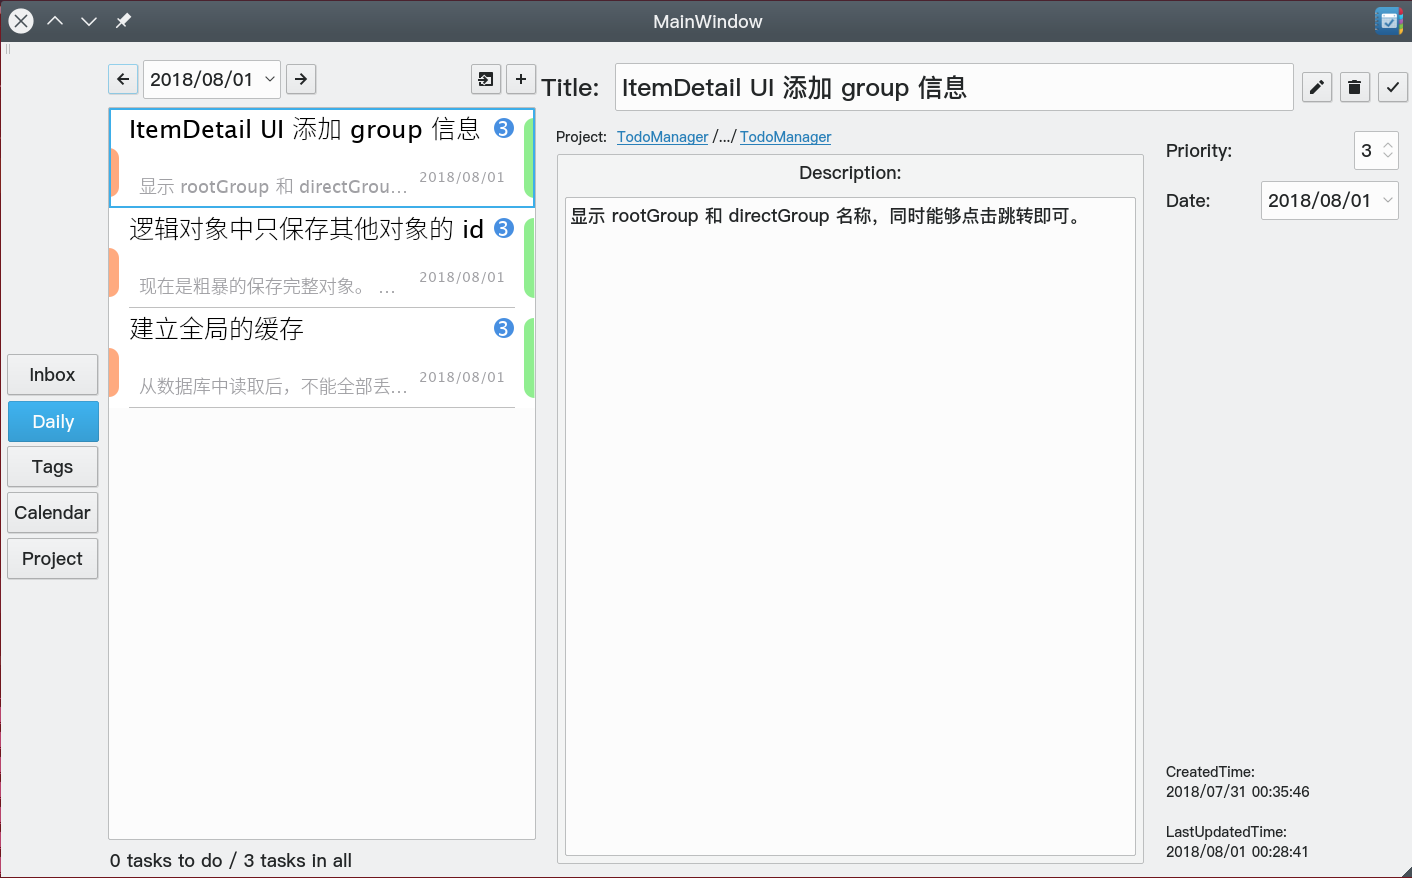 MainWindow
2018/08/01
ItemDetail UI 添加 group 信息 3
显示 rootGroup 和 directGrou... 2018/08/01
逻辑对象中只保存其他对象的 id 3
现在是粗暴的保存完整对象。 ... 2018/08/01
建立全局的缓存 3
从数据库中读取后，不能全部丢... 2018/08/01
0 tasks to do / 3 tasks in all
Inbox
Daily
Tags
Calendar
Project
Title: ItemDetail UI 添加 group 信息
Project: TodoManager /.../ TodoManager
Description:
显示 rootGroup 和 directGroup 名称，同时能够点击跳转即可。
Priority: 3
Date: 2018/08/01
CreatedTime:
2018/07/31 00:35:46
LastUpdatedTime:
2018/08/01 00:28:41